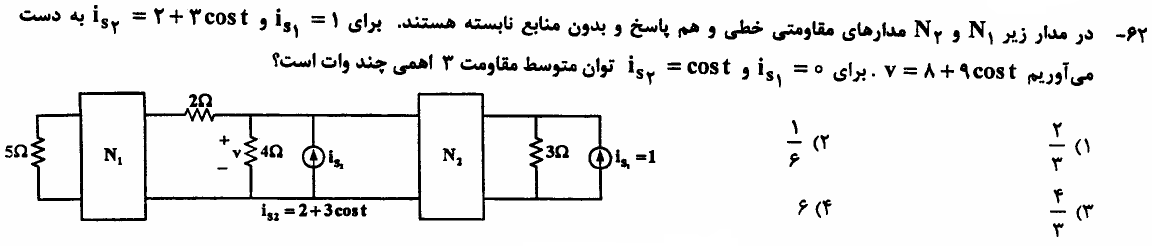 ۶۲- در مدار زیر N₁ و N₂ مدارهای مقاومتی خطی و هم پاسخ و بدون منابع نابسته هستند. برای i_{s₁} = ۱ و i_{s₂} = ۲+۳cost به دست
می‌آوریم v = ۸+۹cost. برای i_{s₁} = ۰ و i_{s₂} = cost توان متوسط مقاومت ۳ اهمی چند وات است؟
۱) ۲/۳
۲) ۱/۶
۳) ۴/۳
۴) ۶
5Ω N₁ 2Ω + v - 4Ω i_{s₂} N₂ 3Ω i_{s₁} =1
i_{s2} = 2+3cost